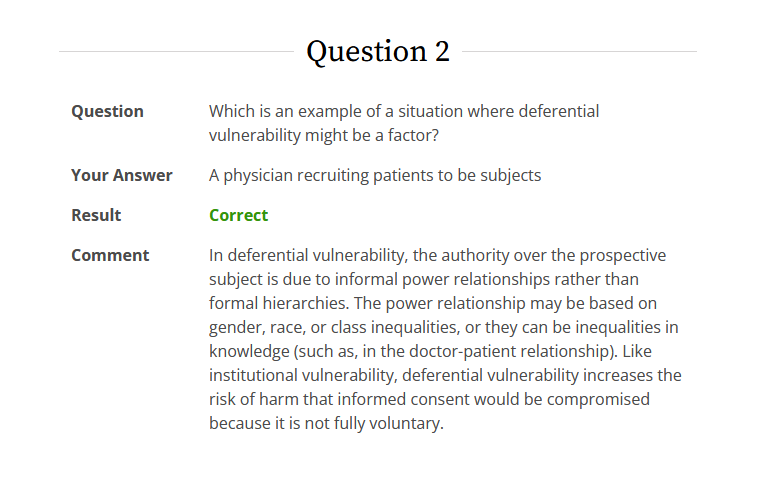 Question 2
Question
Which is an example of a situation where deferential
vulnerability might be a factor?
Your Answer
A physician recruiting patients to be subjects
Result
Correct
Comment
In deferential vulnerability, the authority over the prospective
subject is due to informal power relationships rather than
formal hierarchies. The power relationship may be based on
gender, race, or class inequalities, or they can be inequalities in
knowledge (such as, in the doctor-patient relationship). Like
institutional vulnerability, deferential vulnerability increases the
risk of harm that informed consent would be compromised
because it is not fully voluntary.